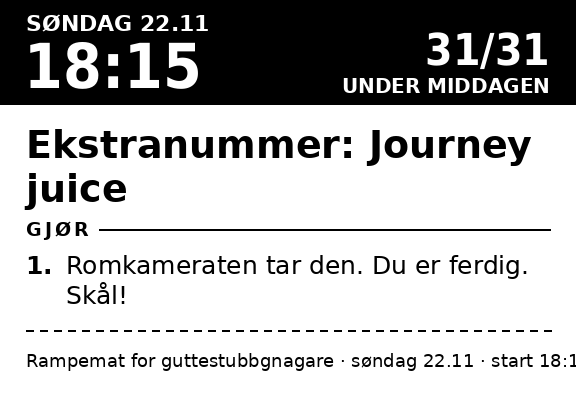 SØNDAG 22.11
18:15
31/31
UNDER MIDDAGEN
Ekstranummer: Journey
juice
GJØR
1. Romkameraten tar den. Du er ferdig.
Skål!
Rampemat for guttestubbgnagare · søndag 22.11 · start 18:1